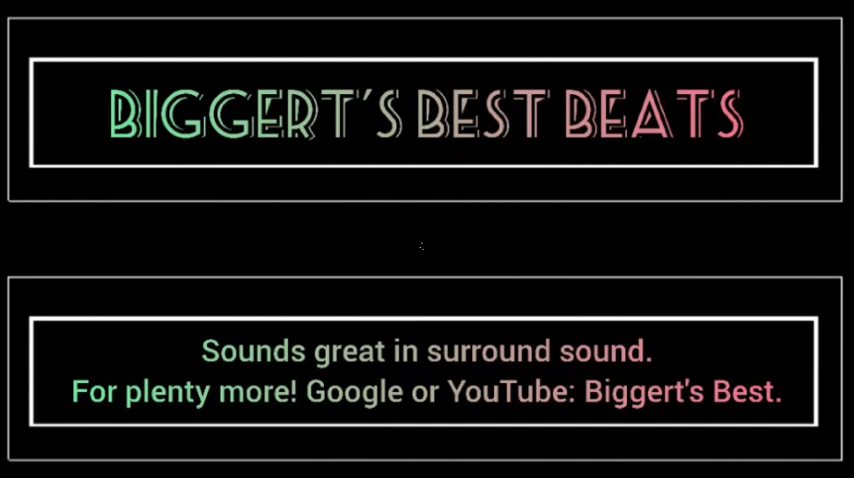 BIGGERT'S BEST BEATS
Sounds great in surround sound.
For plenty more! Google or YouTube: Biggert's Best.